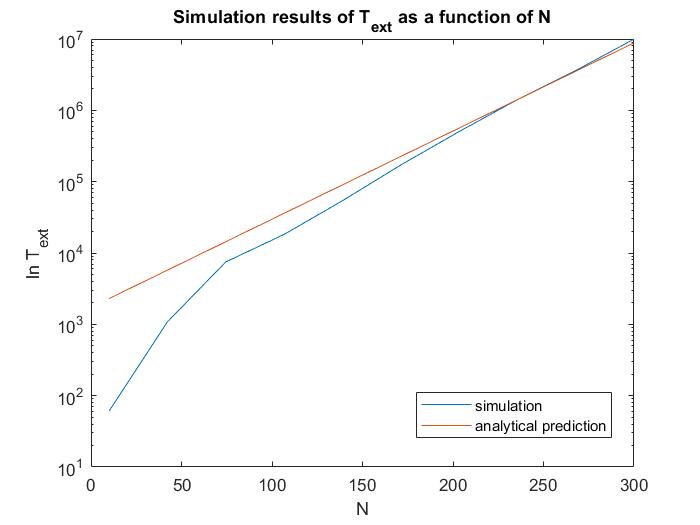 Simulation results of T_ext as a function of N
10^7
10^6
10^5
10^4
10^3
10^2
10^1
ln T_ext
simulation
analytical prediction
0 50 100 150 200 250 300
N